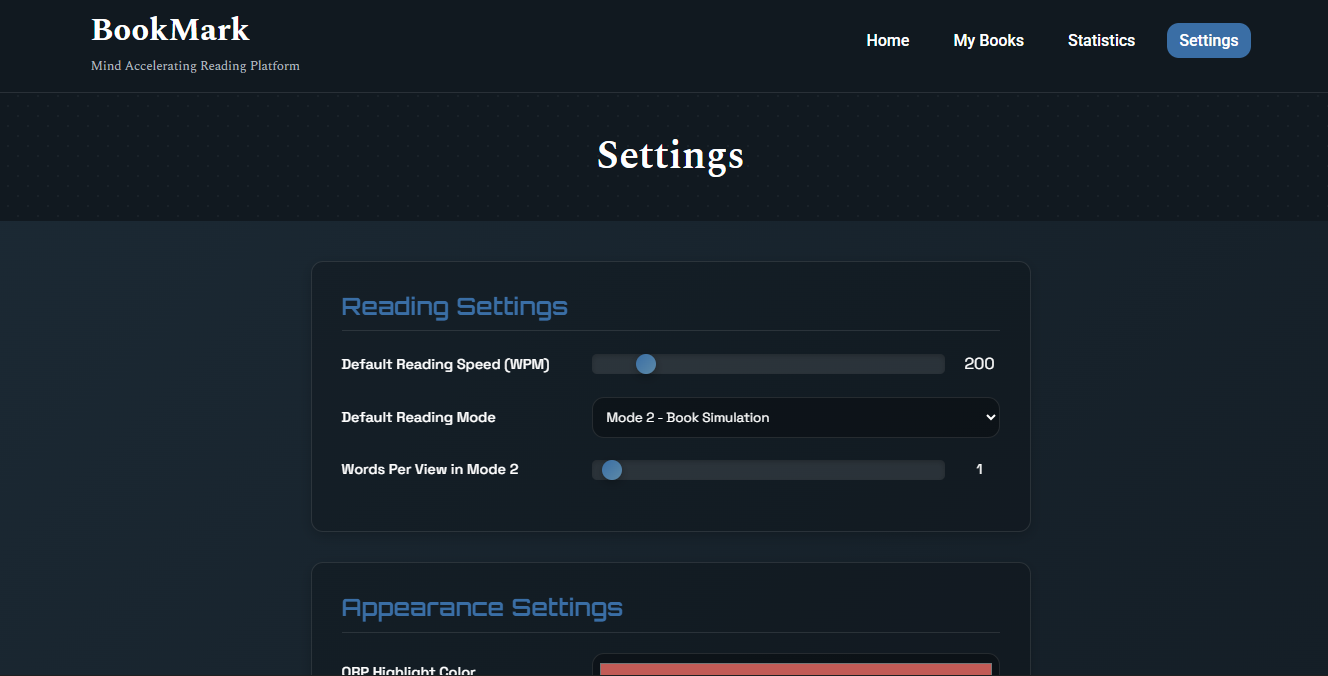 BookMark
Mind Accelerating Reading Platform
Home
My Books
Statistics
Settings
Settings
Reading Settings
Default Reading Speed (WPM)
200
Default Reading Mode
Mode 2 - Book Simulation
Words Per View in Mode 2
1
Appearance Settings
ORP Highlight Color